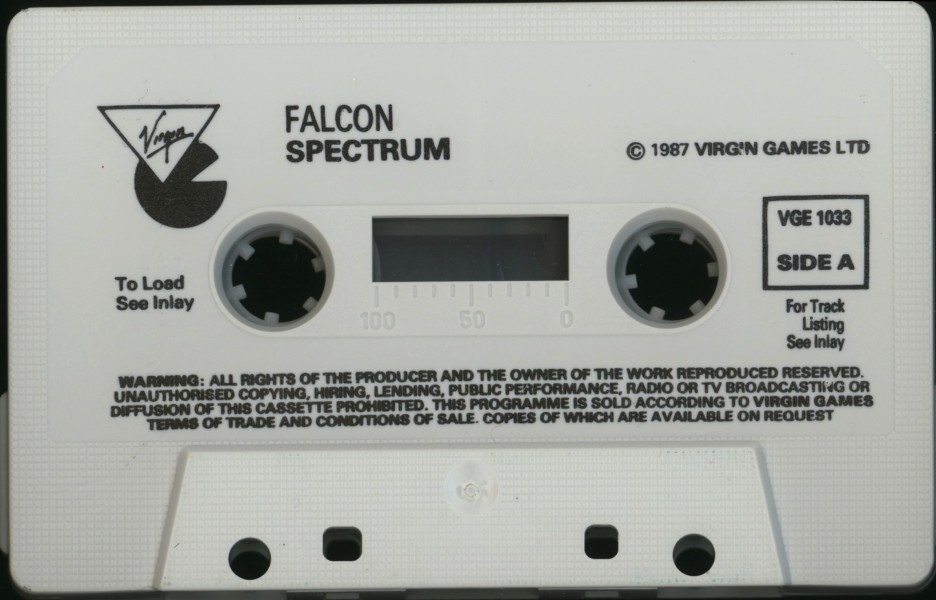 Virgin
FALCON
SPECTRUM
© 1987 VIRGIN GAMES LTD
VGE 1033
SIDE A
To Load
See Inlay
100 50 0
For Track
Listing
See Inlay
WARNING: ALL RIGHTS OF THE PRODUCER AND THE OWNER OF THE WORK REPRODUCED RESERVED.
UNAUTHORISED COPYING, HIRING, LENDING, PUBLIC PERFORMANCE, RADIO OR TV BROADCASTING OR
DIFFUSION OF THIS CASSETTE PROHIBITED. THIS PROGRAMME IS SOLD ACCORDING TO VIRGIN GAMES
TERMS OF TRADE AND CONDITIONS OF SALE. COPIES OF WHICH ARE AVAILABLE ON REQUEST